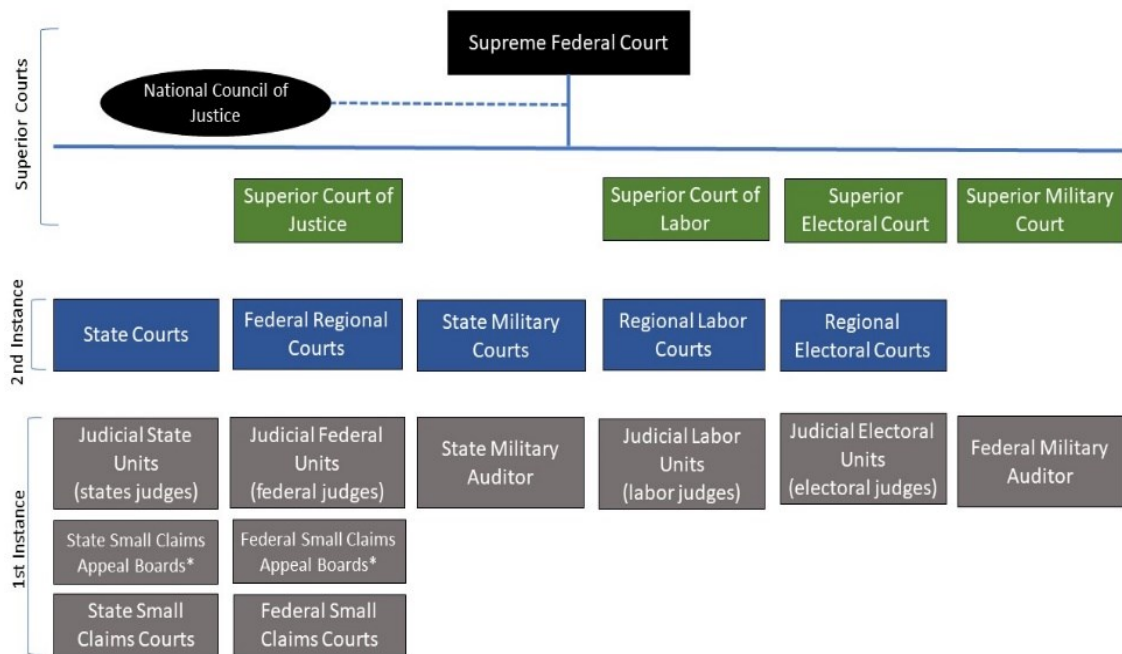 Superior Courts
Supreme Federal Court
National Council of
Justice
Superior Court of
Justice
Superior Court of
Labor
Superior
Electoral Court
Superior Military
Court
2nd Instance
State Courts
Federal Regional
Courts
State Military
Courts
Regional Labor
Courts
Regional
Electoral Courts
1st Instance
Judicial State
Units
(states judges)
Judicial Federal
Units
(federal judges)
State Military
Auditor
Judicial Labor
Units
(labor judges)
Judicial Electoral
Units
(electoral judges)
Federal Military
Auditor
State Small Claims
Appeal Boards*
Federal Small Claims
Appeal Boards*
State Small
Claims Courts
Federal Small
Claims Courts